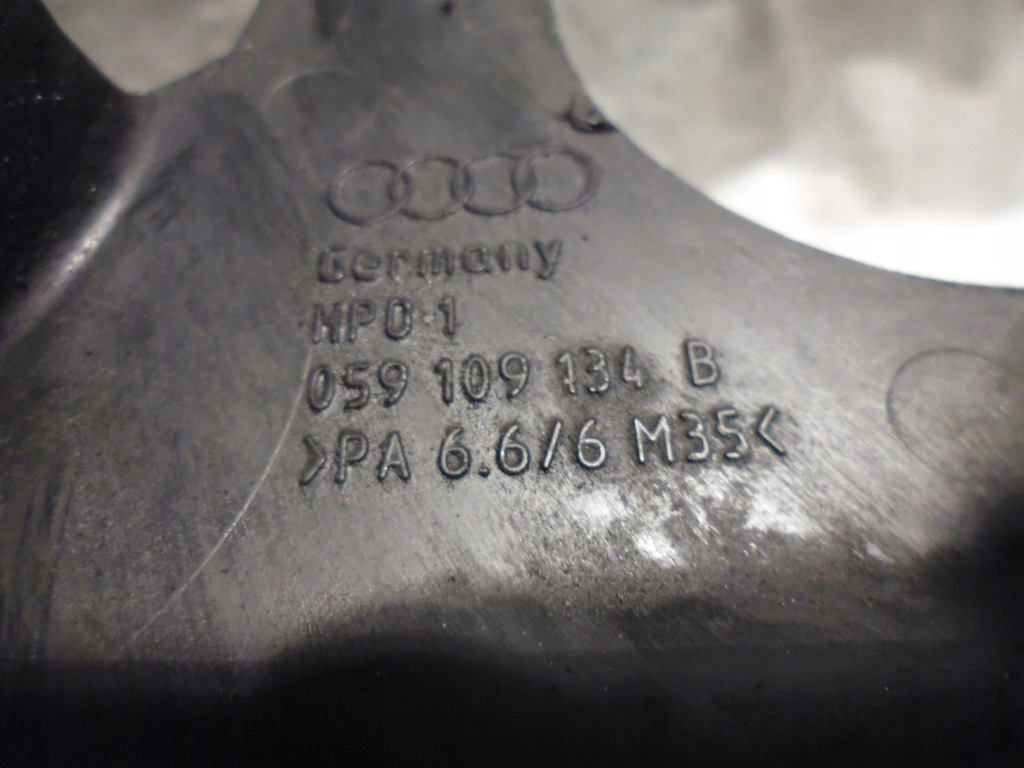 Germany
MPO 1
059 109 134 B
>PA 6.6/6 M35<